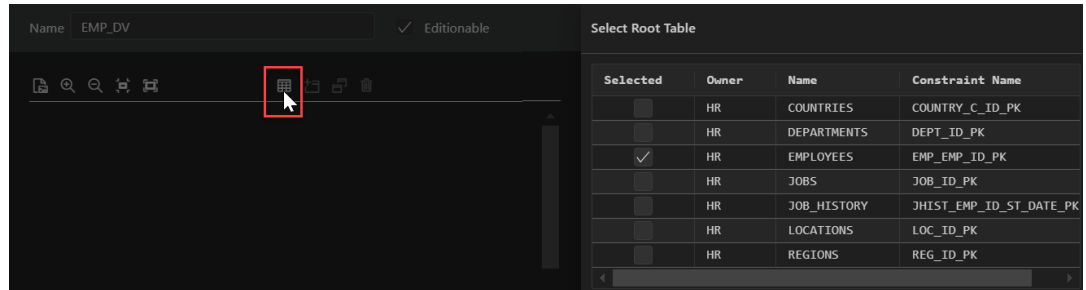 Name EMP_DV Editionable
Select Root Table
Selected Owner Name Constraint Name
HR COUNTRIES COUNTRY_C_ID_PK
HR DEPARTMENTS DEPT_ID_PK
HR EMPLOYEES EMP_EMP_ID_PK
HR JOBS JOB_ID_PK
HR JOB_HISTORY JHIST_EMP_ID_ST_DATE_PK
HR LOCATIONS LOC_ID_PK
HR REGIONS REG_ID_PK